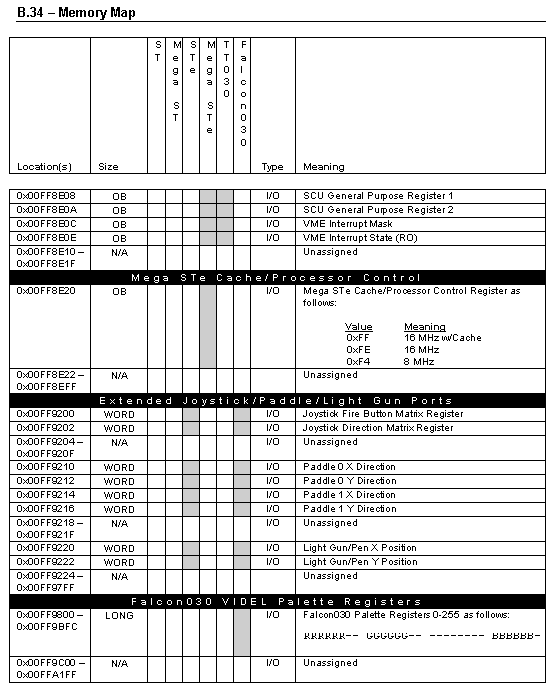 B.34 – Memory Map
Location(s) Size ST Mega ST STe Mega STe TT030 Falcon030 Type Meaning
0x00FF8E08 OB I/O SCU General Purpose Register 1
0x00FF8E0A OB I/O SCU General Purpose Register 2
0x00FF8E0C OB I/O VME Interrupt Mask
0x00FF8E0E OB I/O VME Interrupt State (RO)
0x00FF8E10 – N/A Unassigned
0x00FF8E1F
Mega STe Cache/Processor Control
0x00FF8E20 OB I/O Mega STe Cache/Processor Control Register as
follows:
Value Meaning
0xFF 16 MHz w/Cache
0xFE 16 MHz
0xF4 8 MHz
0x00FF8E22 – N/A Unassigned
0x00FF8EFF
Extended Joystick/Paddle/Light Gun Ports
0x00FF9200 WORD I/O Joystick Fire Button Matrix Register
0x00FF9202 WORD I/O Joystick Direction Matrix Register
0x00FF9204 – N/A I/O Unassigned
0x00FF920F
0x00FF9210 WORD I/O Paddle 0 X Direction
0x00FF9212 WORD I/O Paddle 0 Y Direction
0x00FF9214 WORD I/O Paddle 1 X Direction
0x00FF9216 WORD I/O Paddle 1 Y Direction
0x00FF9218 – N/A I/O Unassigned
0x00FF921F
0x00FF9220 WORD I/O Light Gun/Pen X Position
0x00FF9222 WORD I/O Light Gun/Pen Y Position
0x00FF9224 – N/A I/O Unassigned
0x00FF97FF
Falcon030 VIDEL Palette Registers
0x00FF9800 – LONG I/O Falcon030 Palette Registers 0-255 as follows:
0x00FF9BFC
RRRRRR-- GGGGGG-- -------- BBBBBB-
0x00FF9C00 – N/A I/O Unassigned
0x00FFA1FF